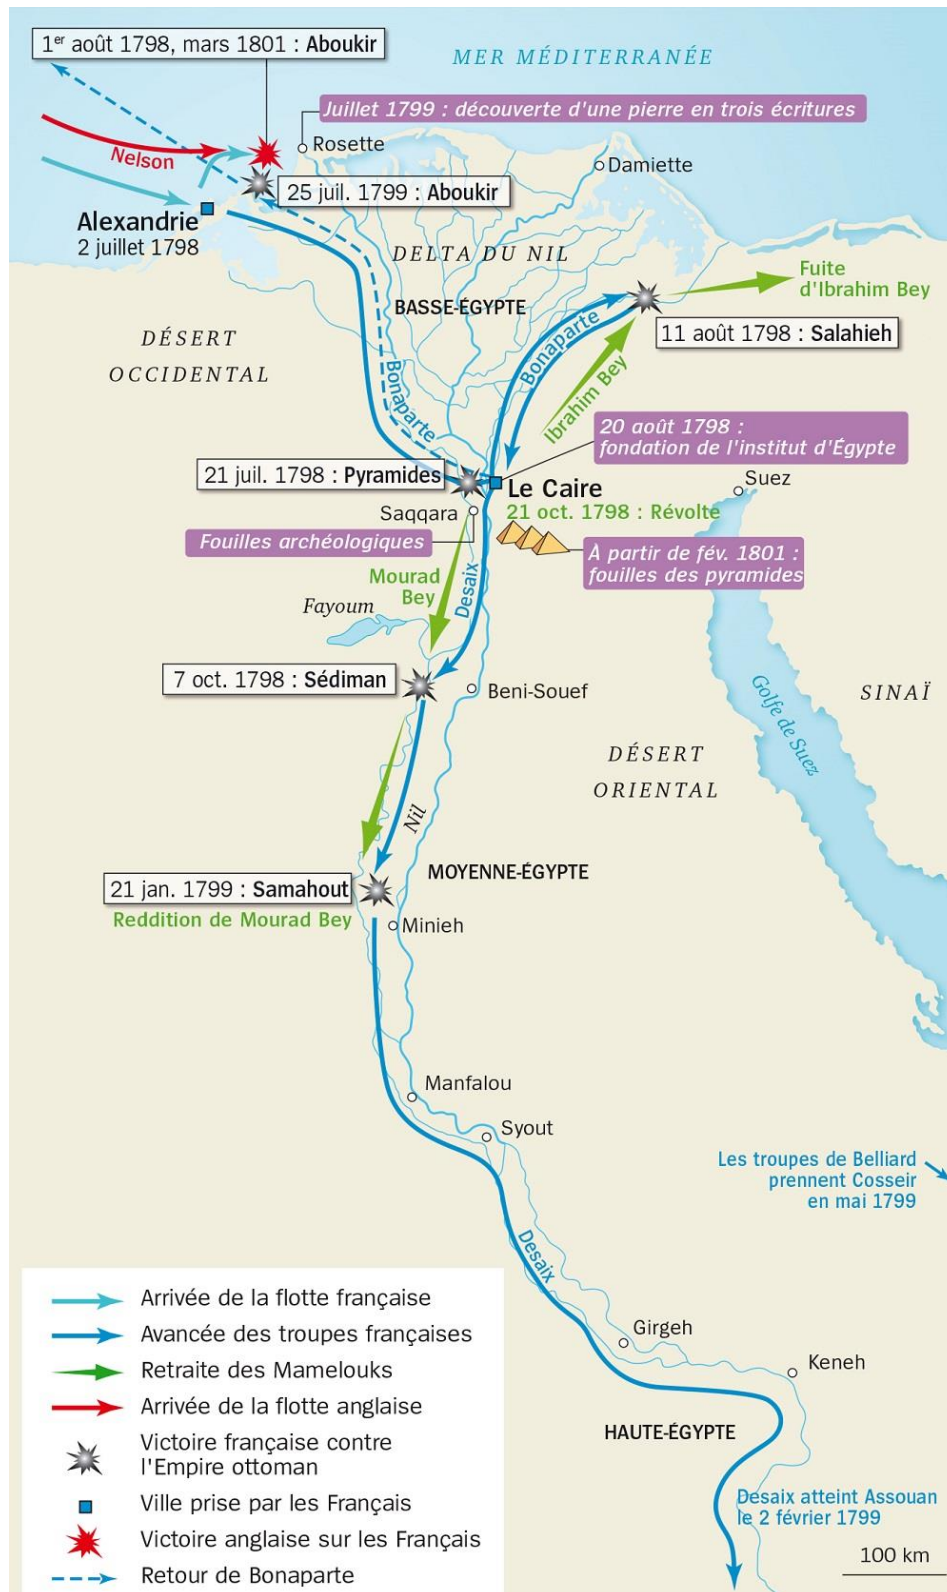 1er août 1798, mars 1801 : Aboukir
MER MÉDITERRANÉE
Juillet 1799 : découverte d'une pierre en trois écritures
Nelson
Rosette
Damiette
25 juil. 1799 : Aboukir
Alexandrie
2 juillet 1798
DELTA DU NIL
Fuite
d'Ibrahim Bey
BASSE-ÉGYPTE
DÉSERT
OCCIDENTAL
11 août 1798 : Salahieh
Bonaparte
Bonaparte
Ibrahim Bey
20 août 1798 :
fondation de l'institut d'Égypte
21 juil. 1798 : Pyramides
Le Caire
21 oct. 1798 : Révolte
Suez
Saqqara
Fouilles archéologiques
À partir de fév. 1801 :
fouilles des pyramides
Mourad
Bey
Desaix
Fayoum
7 oct. 1798 : Sédiman
Beni-Souef
Golfe de Suez
SINAÏ
DÉSERT
ORIENTAL
Nil
MOYENNE-ÉGYPTE
21 jan. 1799 : Samahout
Reddition de Mourad Bey
Minieh
Manfalou
Syout
Les troupes de Belliard
prennent Cosseir
en mai 1799
Desaix
Girgeh
Keneh
HAUTE-ÉGYPTE
Desaix atteint Assouan
le 2 février 1799
100 km
Arrivée de la flotte française
Avancée des troupes françaises
Retraite des Mamelouks
Arrivée de la flotte anglaise
Victoire française contre
l'Empire ottoman
Ville prise par les Français
Victoire anglaise sur les Français
Retour de Bonaparte